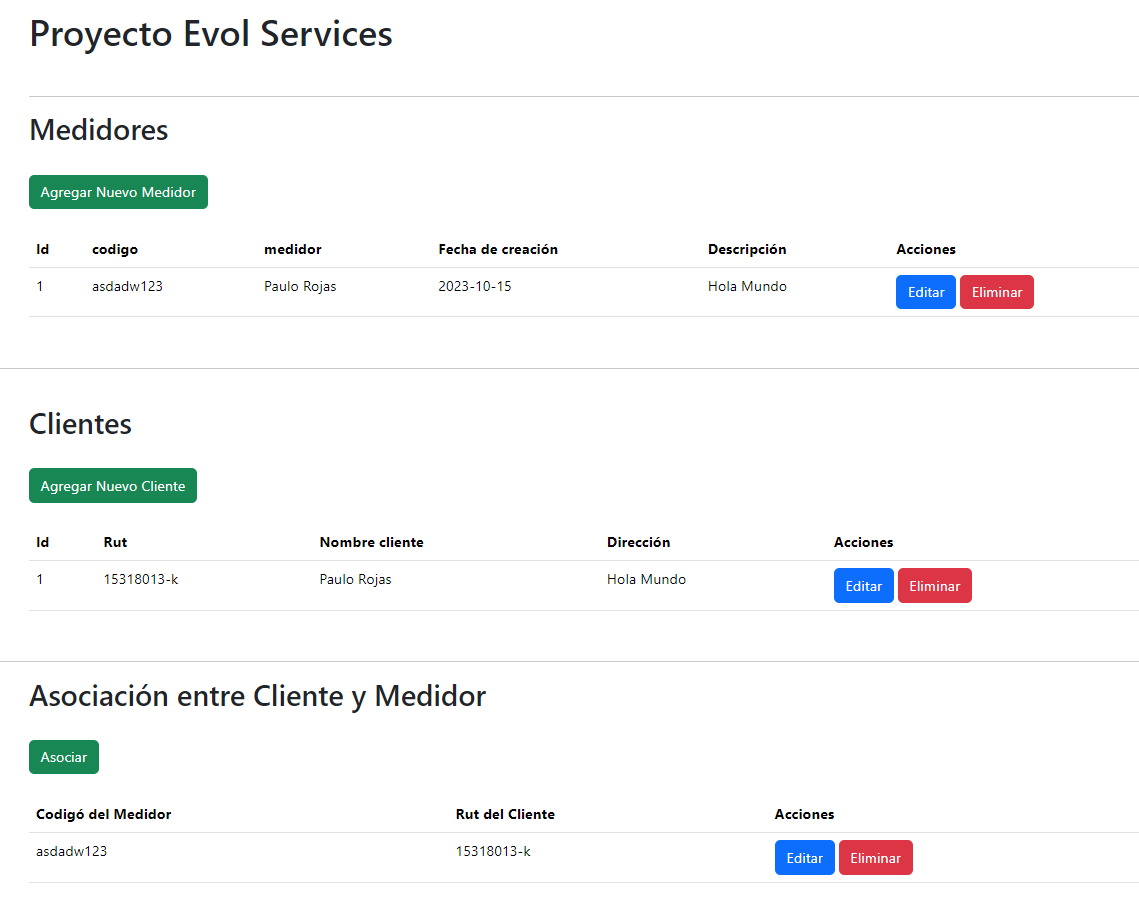 Proyecto Evol Services
Medidores
Agregar Nuevo Medidor
Id codigo medidor Fecha de creación Descripción Acciones
1 asdadw123 Paulo Rojas 2023-10-15 Hola Mundo Editar Eliminar
Clientes
Agregar Nuevo Cliente
Id Rut Nombre cliente Dirección Acciones
1 15318013-k Paulo Rojas Hola Mundo Editar Eliminar
Asociación entre Cliente y Medidor
Asociar
Codigó del Medidor Rut del Cliente Acciones
asdadw123 15318013-k Editar Eliminar